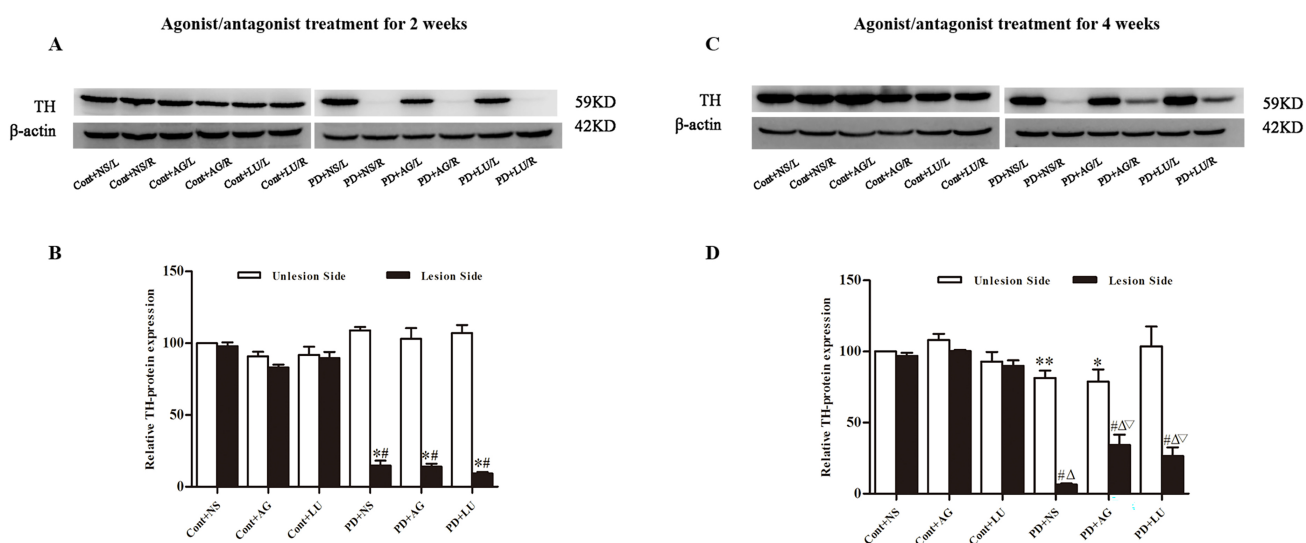 Agonist/antagonist treatment for 2 weeks
A
TH
59KD
β-actin
42KD
Cont+NS/L
Cont+NS/R
Cont+AG/L
Cont+AG/R
Cont+LU/L
Cont+LU/R
PD+NS/L
PD+NS/R
PD+AG/L
PD+AG/R
PD+LU/L
PD+LU/R
B
Unlesion Side
Lesion Side
Relative TH-protein expression
150
100
50
0
*#
*#
*#
Cont+NS
Cont+AG
Cont+LU
PD+NS
PD+AG
PD+LU
Agonist/antagonist treatment for 4 weeks
C
TH
59KD
β-actin
42KD
Cont+NS/L
Cont+NS/R
Cont+AG/L
Cont+AG/R
Cont+LU/L
Cont+LU/R
PD+NS/L
PD+NS/R
PD+AG/L
PD+AG/R
PD+LU/L
PD+LU/R
D
Unlesion Side
Lesion Side
Relative TH-protein expression
150
100
50
0
**
*
#Δ
#Δ▽
#Δ▽
Cont+NS
Cont+AG
Cont+LU
PD+NS
PD+AG
PD+LU